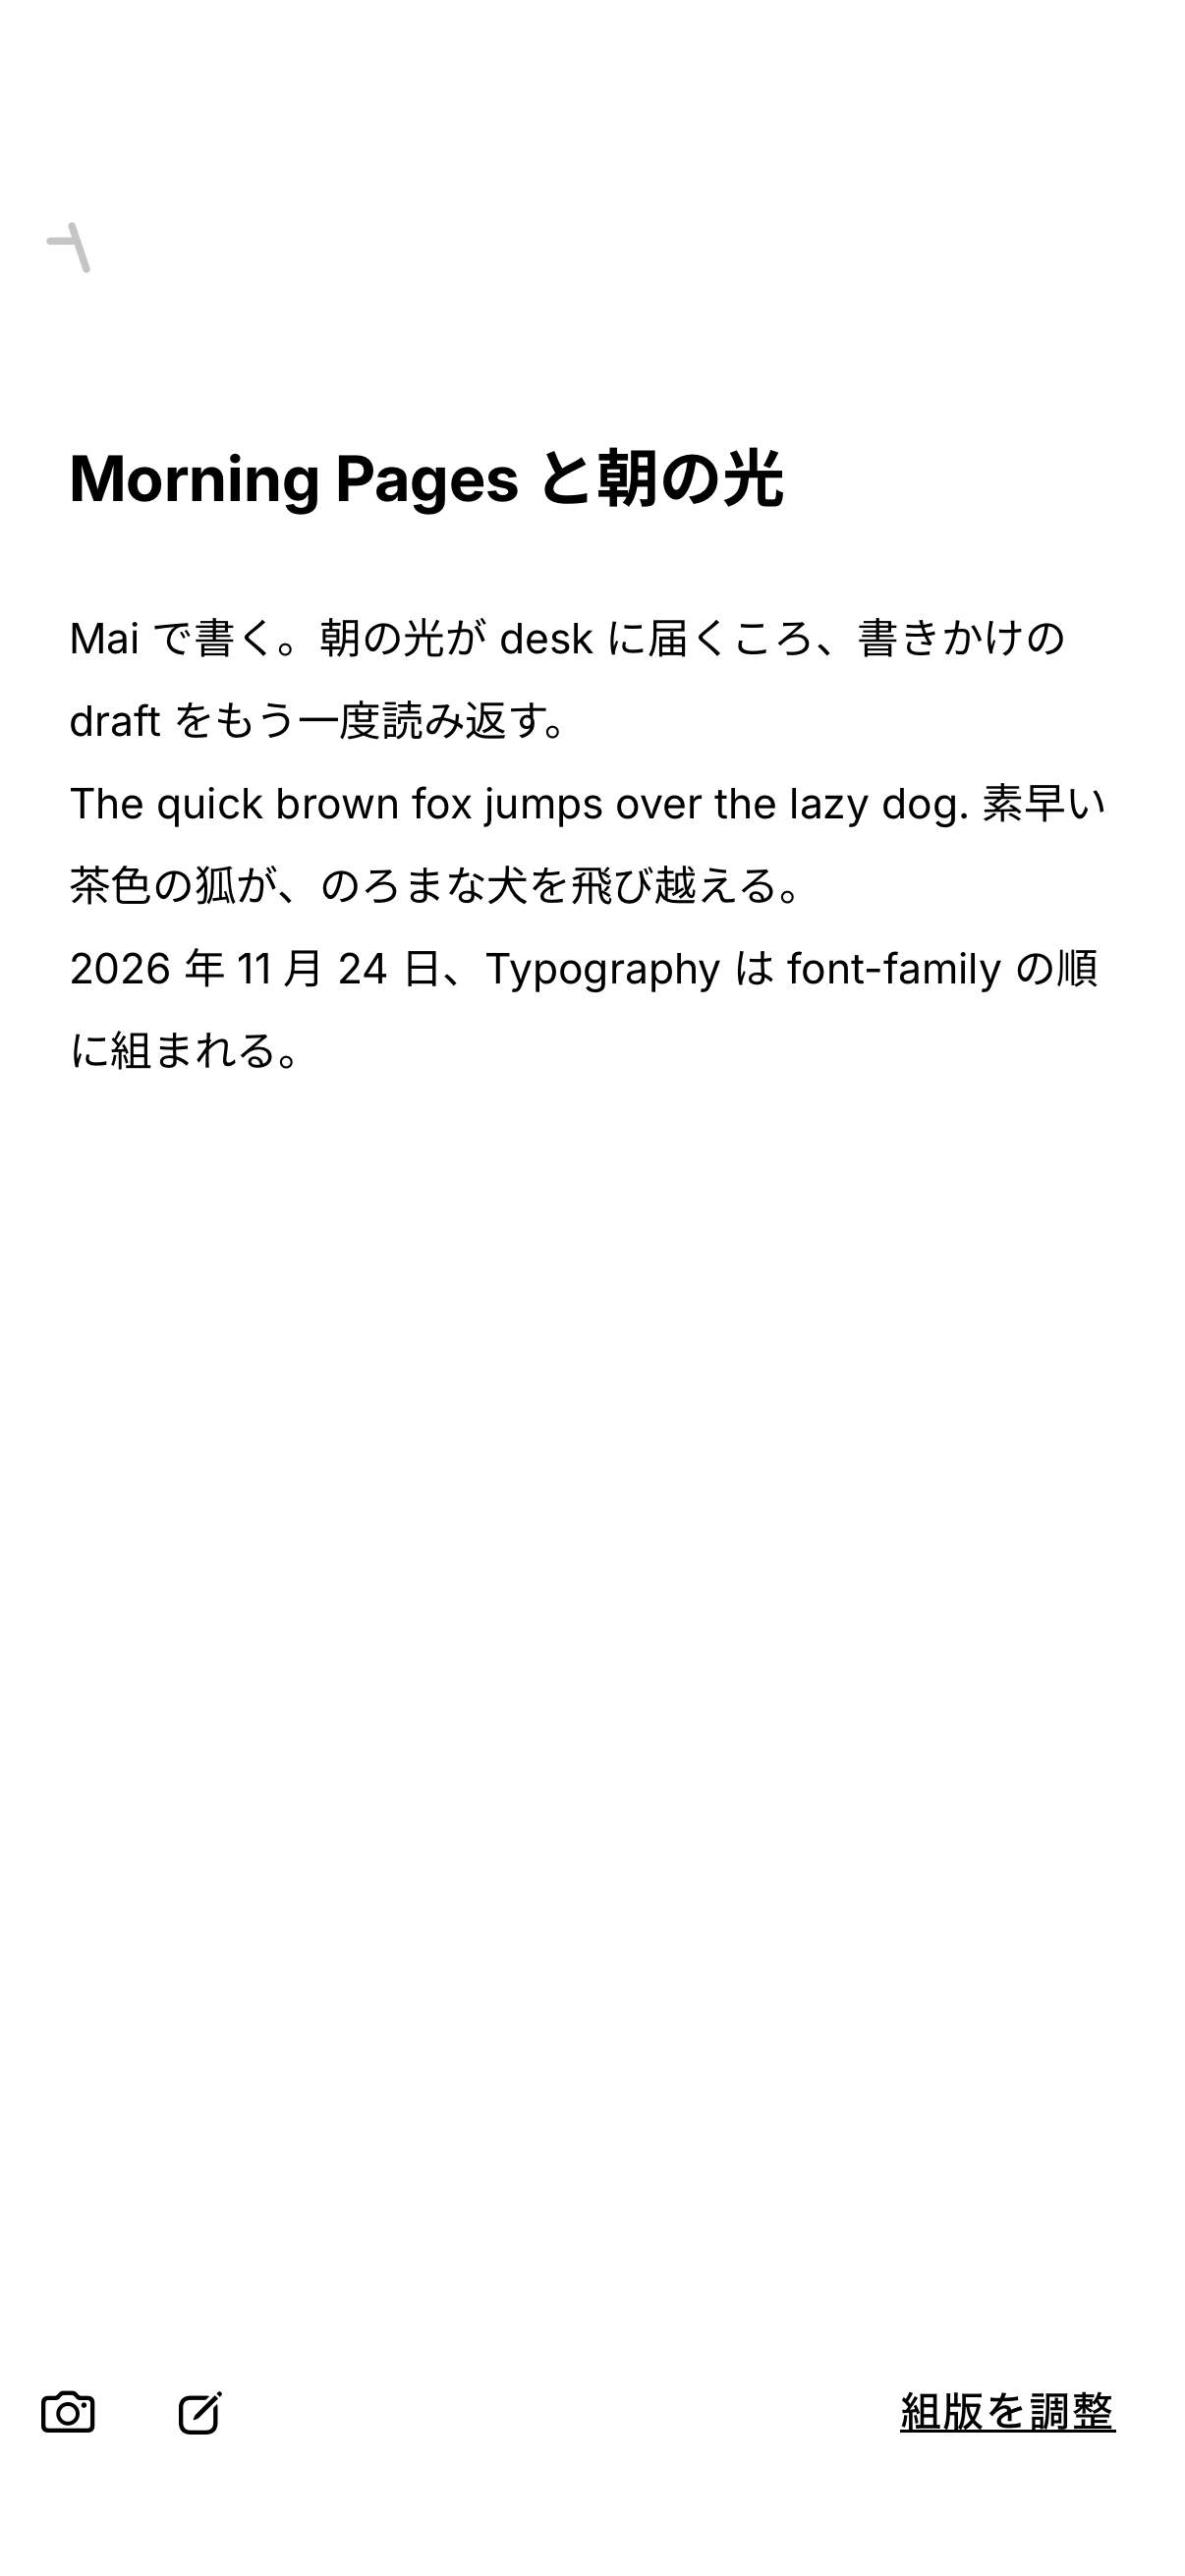 Morning Pages と朝の光
Mai で書く。朝の光が desk に届くころ、書きかけの
draft をもう一度読み返す。
The quick brown fox jumps over the lazy dog. 素早い
茶色の狐が、のろまな犬を飛び越える。
2026 年 11 月 24 日、Typography は font-family の順
に組まれる。
組版を調整